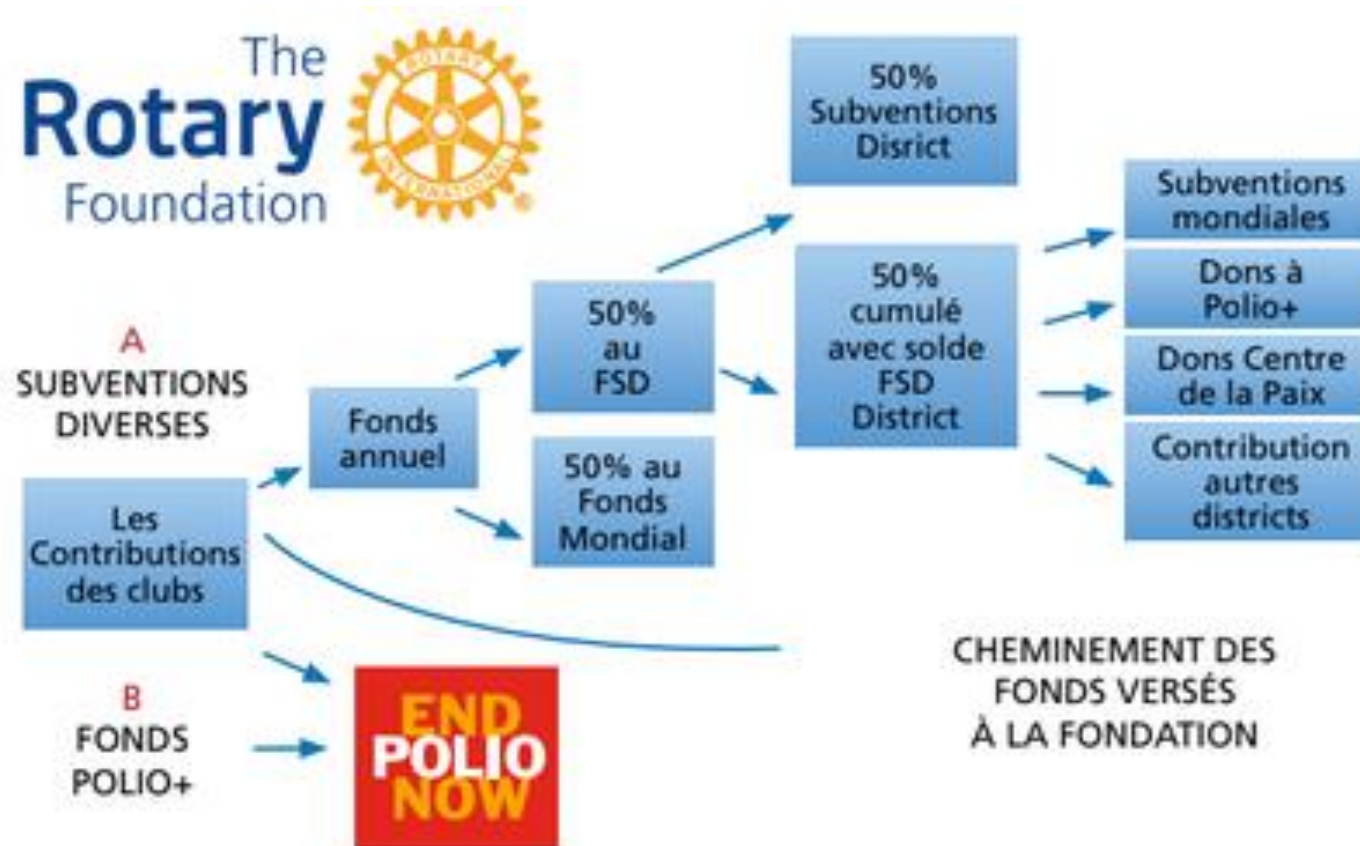 The
Rotary
Foundation
ROTARY
INTERNATIONAL
®
A
SUBVENTIONS
DIVERSES
Les
Contributions
des clubs
B
FONDS
POLIO+
Fonds
annuel
50%
au
FSD
50% au
Fonds
Mondial
END
POLIO
NOW
50%
Subventions
Disrict
50%
cumulé
avec solde
FSD
District
Subventions
mondiales
Dons à
Polio+
Dons Centre
de la Paix
Contribution
autres
districts
CHEMINEMENT DES
FONDS VERSÉS
À LA FONDATION